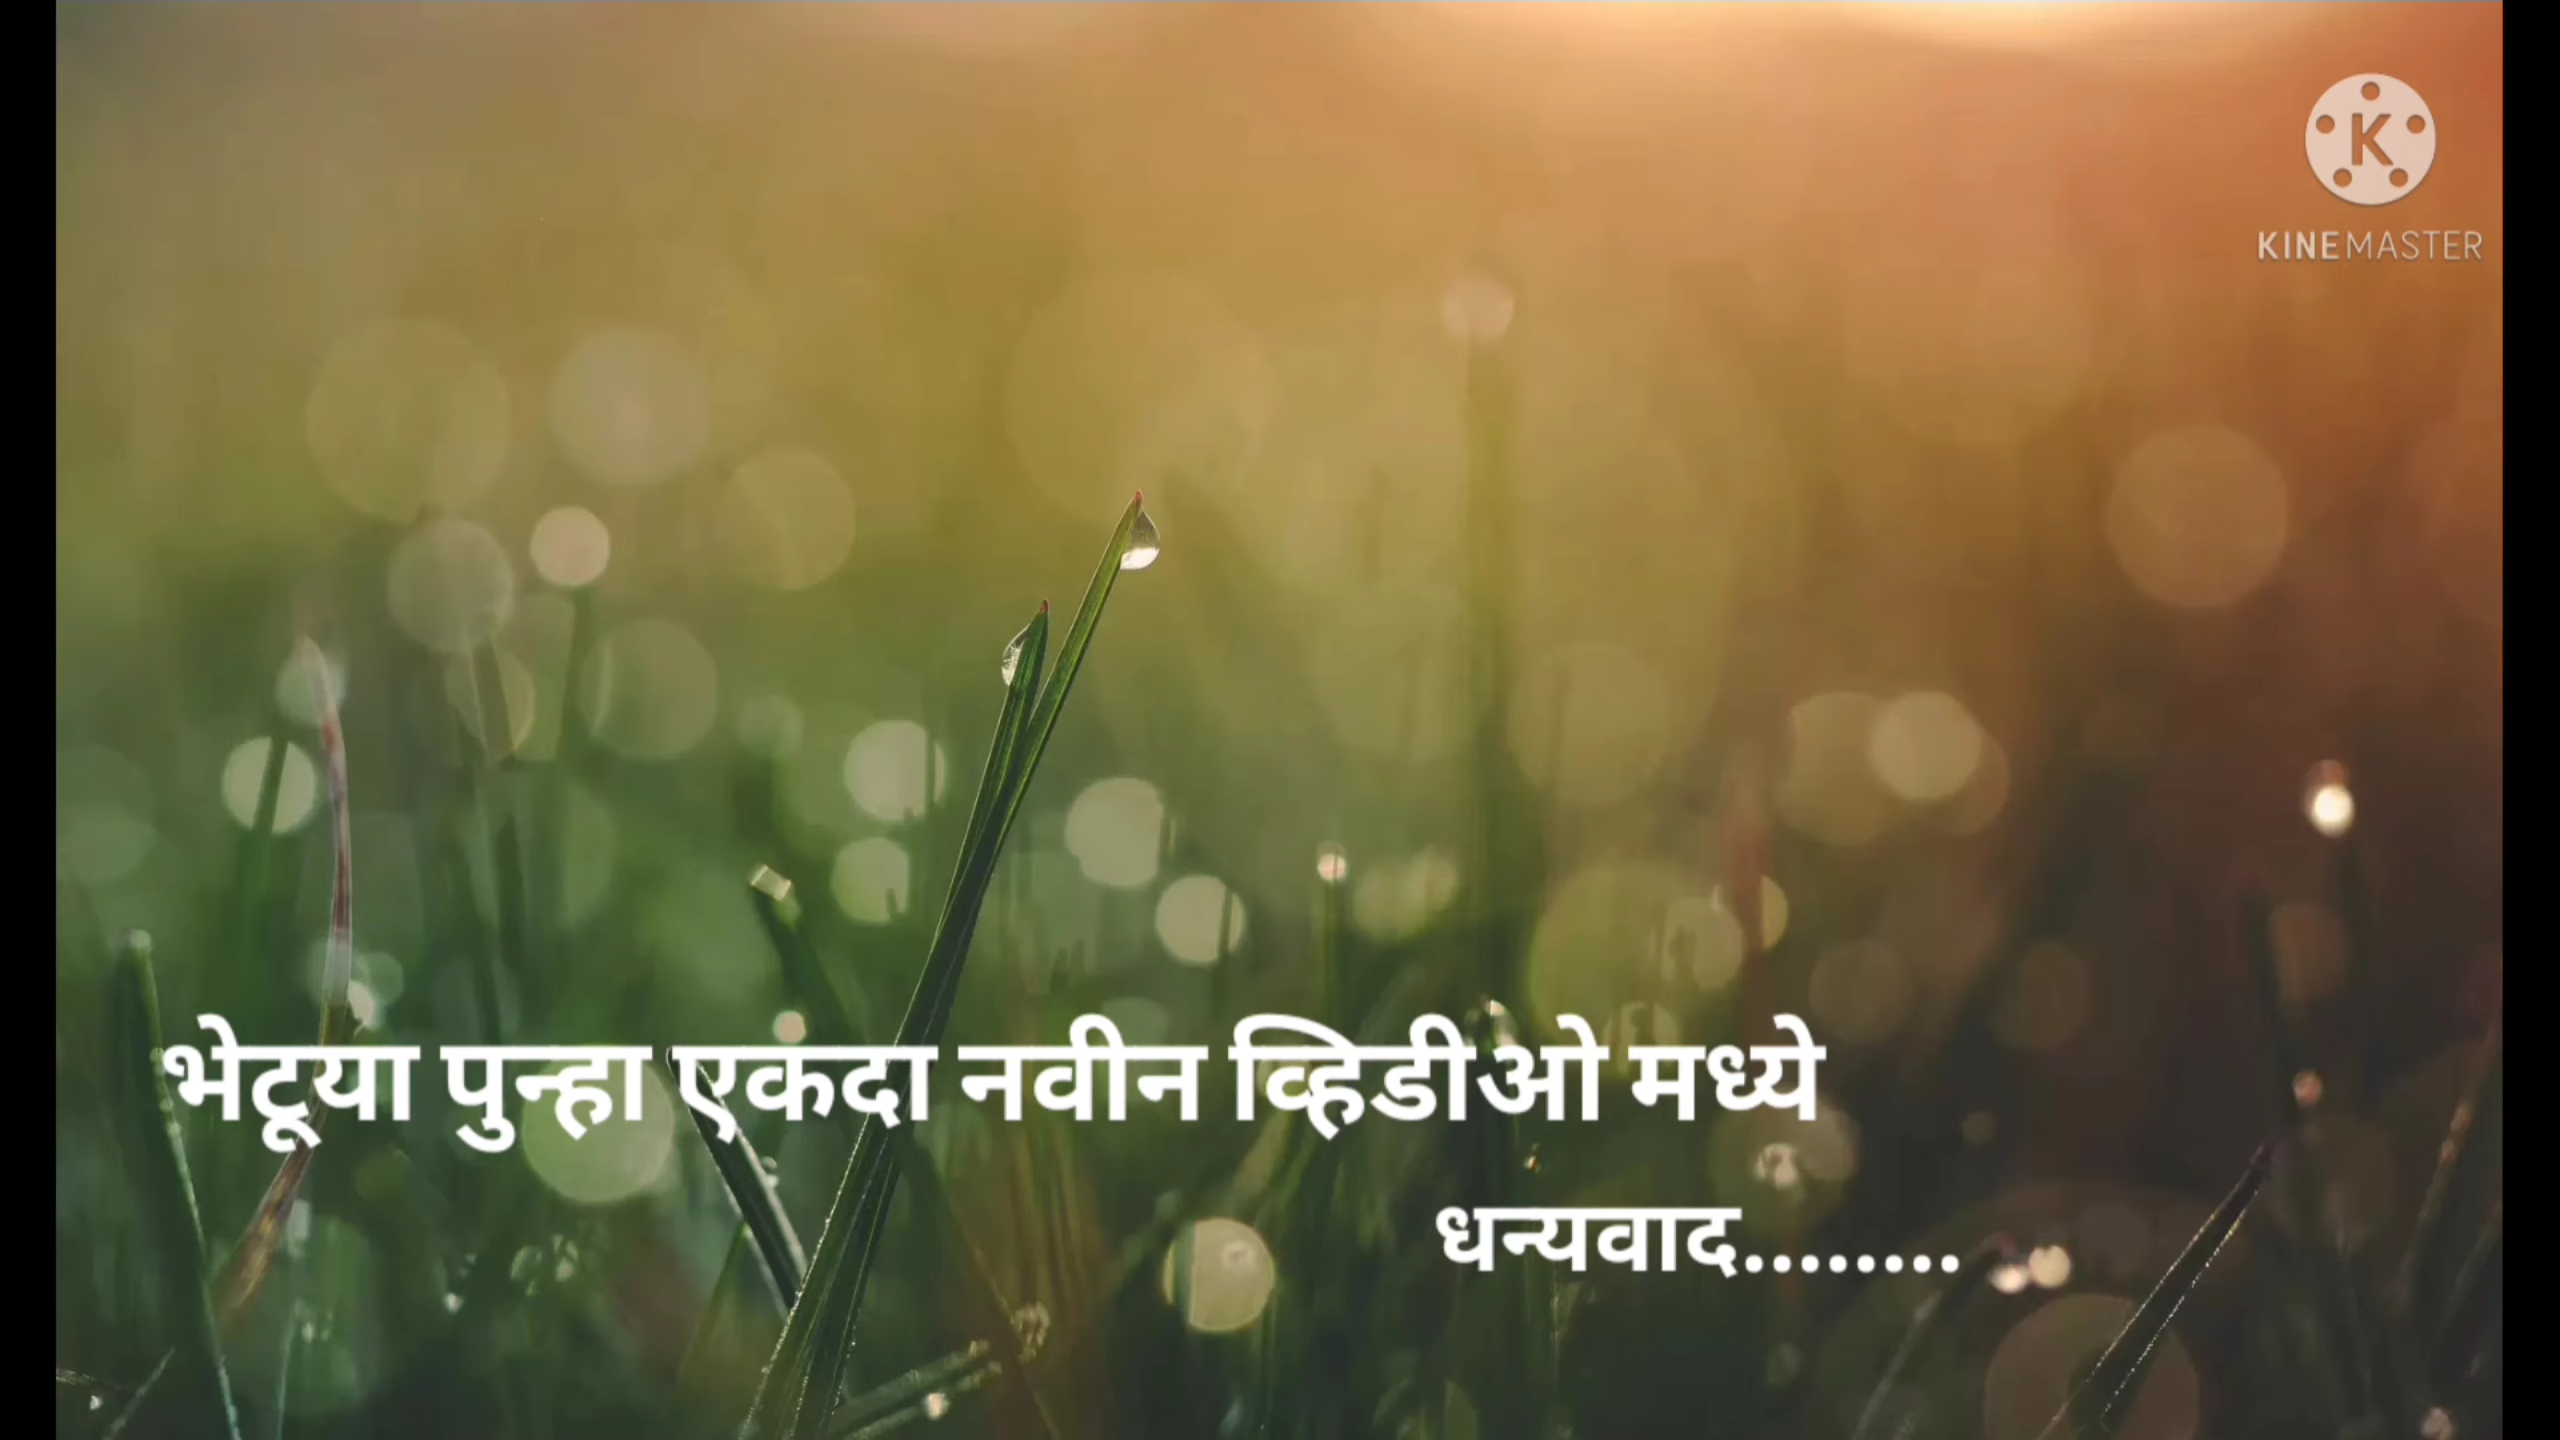 K
KINEMASTER
भेटूया पुन्हा एकदा नवीन व्हिडीओ मध्ये
धन्यवाद........